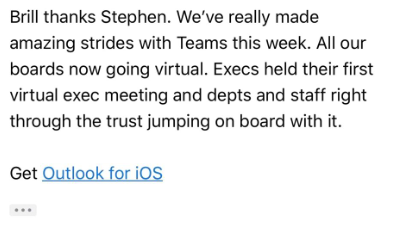 Brill thanks Stephen. We’ve really made
amazing strides with Teams this week. All our
boards now going virtual. Execs held their first
virtual exec meeting and depts and staff right
through the trust jumping on board with it.
Get Outlook for iOS